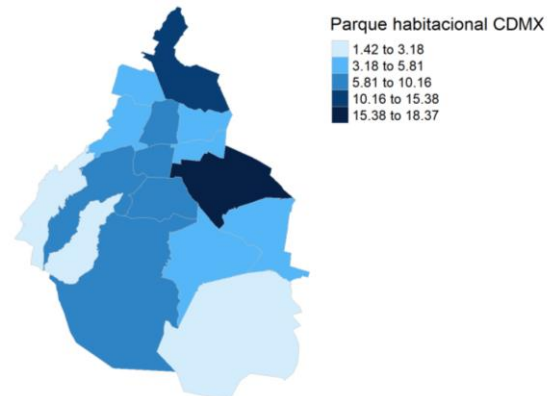 Parque habitacional CDMX
1.42 to 3.18
3.18 to 5.81
5.81 to 10.16
10.16 to 15.38
15.38 to 18.37